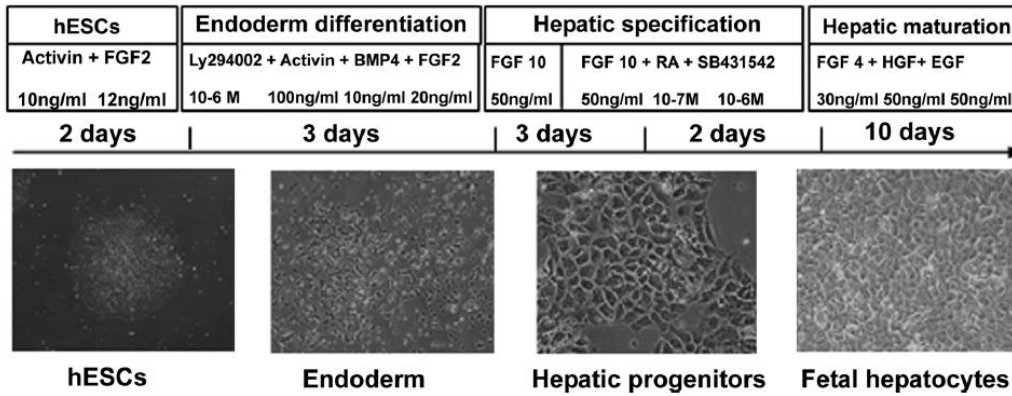 hESCs
Activin + FGF2
10ng/ml 12ng/ml
Endoderm differentiation
Ly294002 + Activin + BMP4 + FGF2
10-6 M 100ng/ml 10ng/ml 20ng/ml
Hepatic specification
FGF 10
50ng/ml
FGF 10 + RA + SB431542
50ng/ml 10-7M 10-6M
Hepatic maturation
FGF 4 + HGF+ EGF
30ng/ml 50ng/ml 50ng/ml
2 days
3 days
3 days
2 days
10 days
hESCs
Endoderm
Hepatic progenitors
Fetal hepatocytes